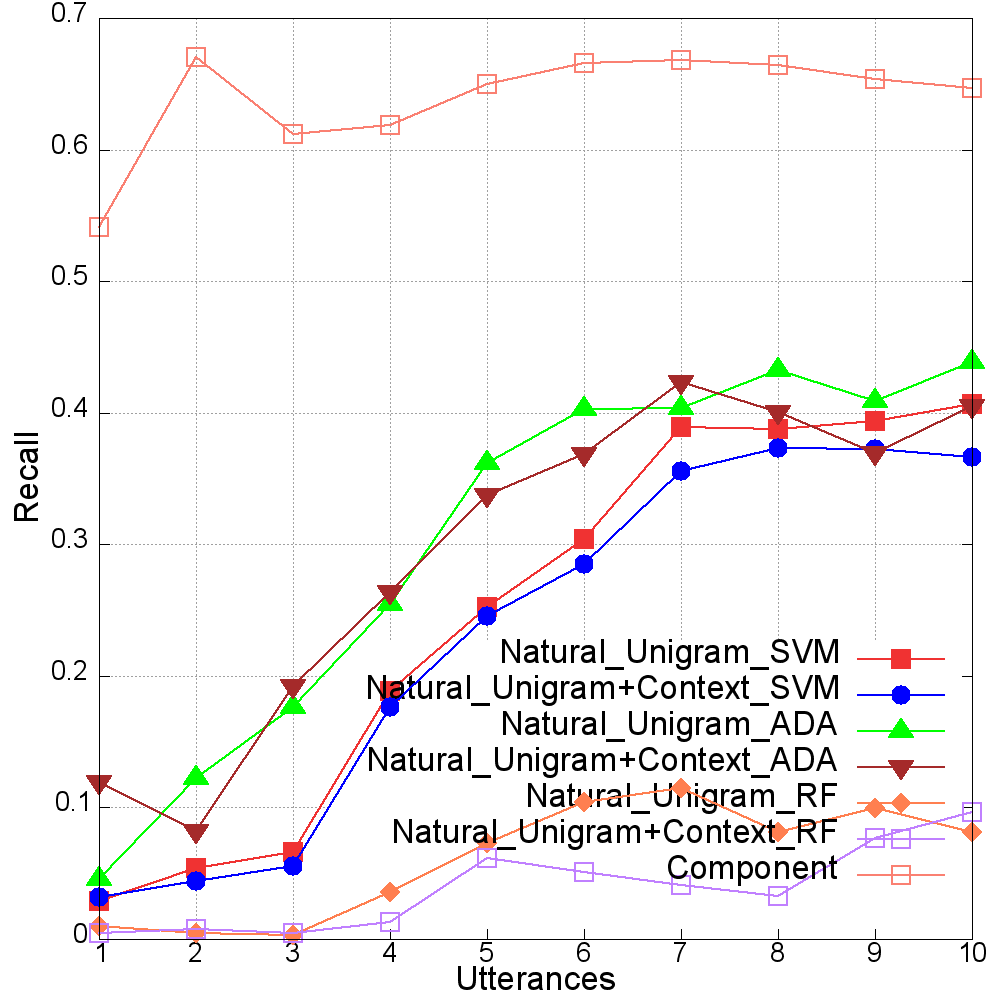 0.7
0.6
0.5
0.4
0.3
0.2
0.1
0
Recall
Natural_Unigram_SVM
Natural_Unigram+Context_SVM
Natural_Unigram_ADA
Natural_Unigram+Context_ADA
Natural_Unigram_RF
Natural_Unigram+Context_RF
Component
1 2 3 4 5 6 7 8 9 10
Utterances